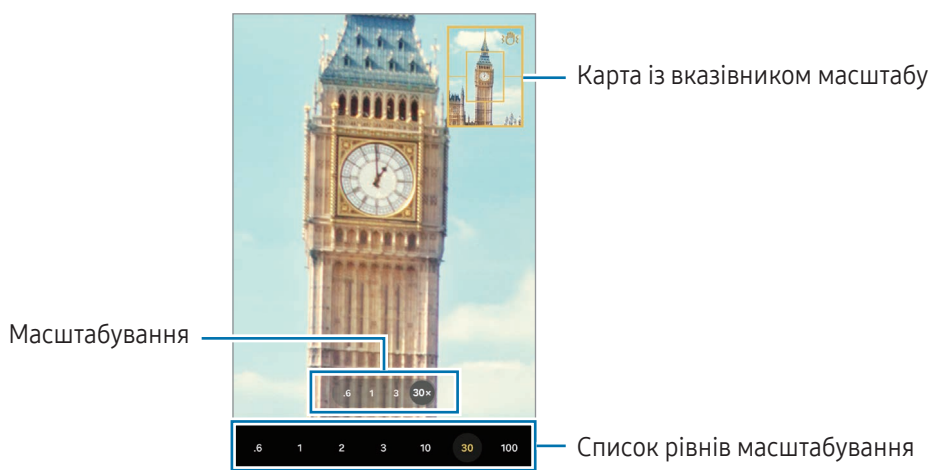 Карта із вказівником масштабу
Масштабування
.6 1 3 30×
.6 1 2 3 10 30 100
Список рівнів масштабування